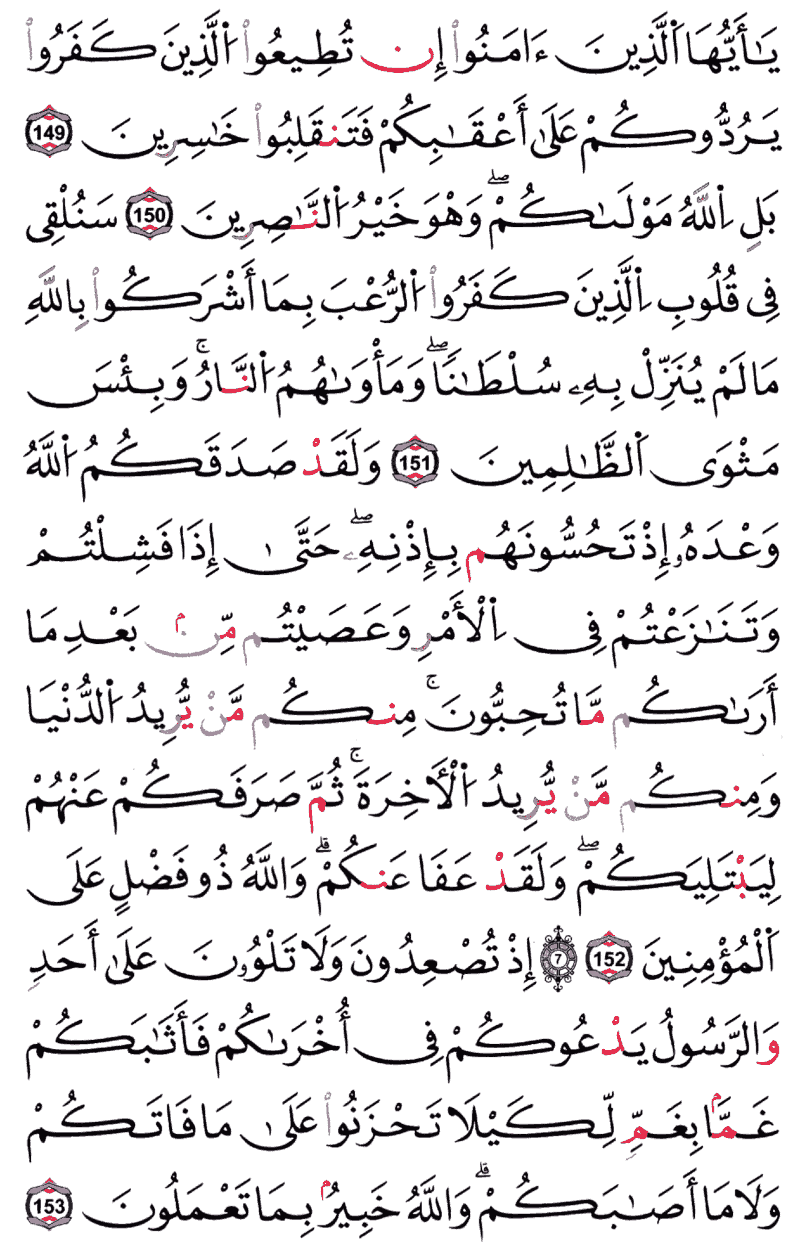 يَـٰٓأَيُّهَا ٱلَّذِينَ ءَامَنُوا۟ إِن تُطِيعُوا۟ ٱلَّذِينَ كَفَرُوا۟
يَرُدُّوكُمْ عَلَىٰ أَعْقَـٰبِكُمْ فَتَنقَلِبُوا۟ خَـٰسِرِينَ 149
بَلِ ٱللَّهُ مَوْلَىٰكُمْ ۖ وَهْوَ خَيْرُ ٱلنَّـٰصِرِينَ 150 سَنُلْقِى
فِى قُلُوبِ ٱلَّذِينَ كَفَرُوا۟ ٱلرُّعْبَ بِمَا أَشْرَكُوا۟ بِٱللَّهِ
مَا لَمْ يُنَزِّلْ بِهِۦ سُلْطَـٰنًا ۖ وَمَأْوَىٰهُمُ ٱلنَّارُ ۚ وَبِئْسَ
مَثْوَى ٱلظَّـٰلِمِينَ 151 وَلَقَدْ صَدَقَكُمُ ٱللَّهُ
وَعْدَهُۥ إِذْ تَحُسُّونَهُم بِإِذْنِهِۦ ۖ حَتَّىٰ إِذَا فَشِلْتُمْ
وَتَنَـٰزَعْتُمْ فِى ٱلْأَمْرِ وَعَصَيْتُم مِّنۢ بَعْدِ مَا
أَرَىٰكُم مَّا تُحِبُّونَ ۚ مِنكُم مَّنْ يُّرِيدُ ٱلدُّنْيَا
وَمِنكُم مَّنْ يُّرِيدُ ٱلْأَخِرَةَ ۚ ثُمَّ صَرَفَكُمْ عَنْهُمْ
لِيَبْتَلِيَكُمْ ۖ وَلَقَدْ عَفَا عَنكُمْ ۗ وَٱللَّهُ ذُو فَضْلٍ عَلَى
ٱلْمُؤْمِنِينَ 152 7 إِذْ تُصْعِدُونَ وَلَا تَلْوُۥنَ عَلَىٰ أَحَدٍ
وَالرَّسُولُ يَدْعُوكُمْ فِى أُخْرَىٰكُمْ فَأَثَـٰبَكُمْ
غَمًّۢا بِغَمٍّ لِّكَيْلَا تَحْزَنُوا۟ عَلَىٰ مَا فَاتَكُمْ
وَلَا مَا أَصَـٰبَكُمْ ۗ وَٱللَّهُ خَبِيرُۢ بِمَا تَعْمَلُونَ 153